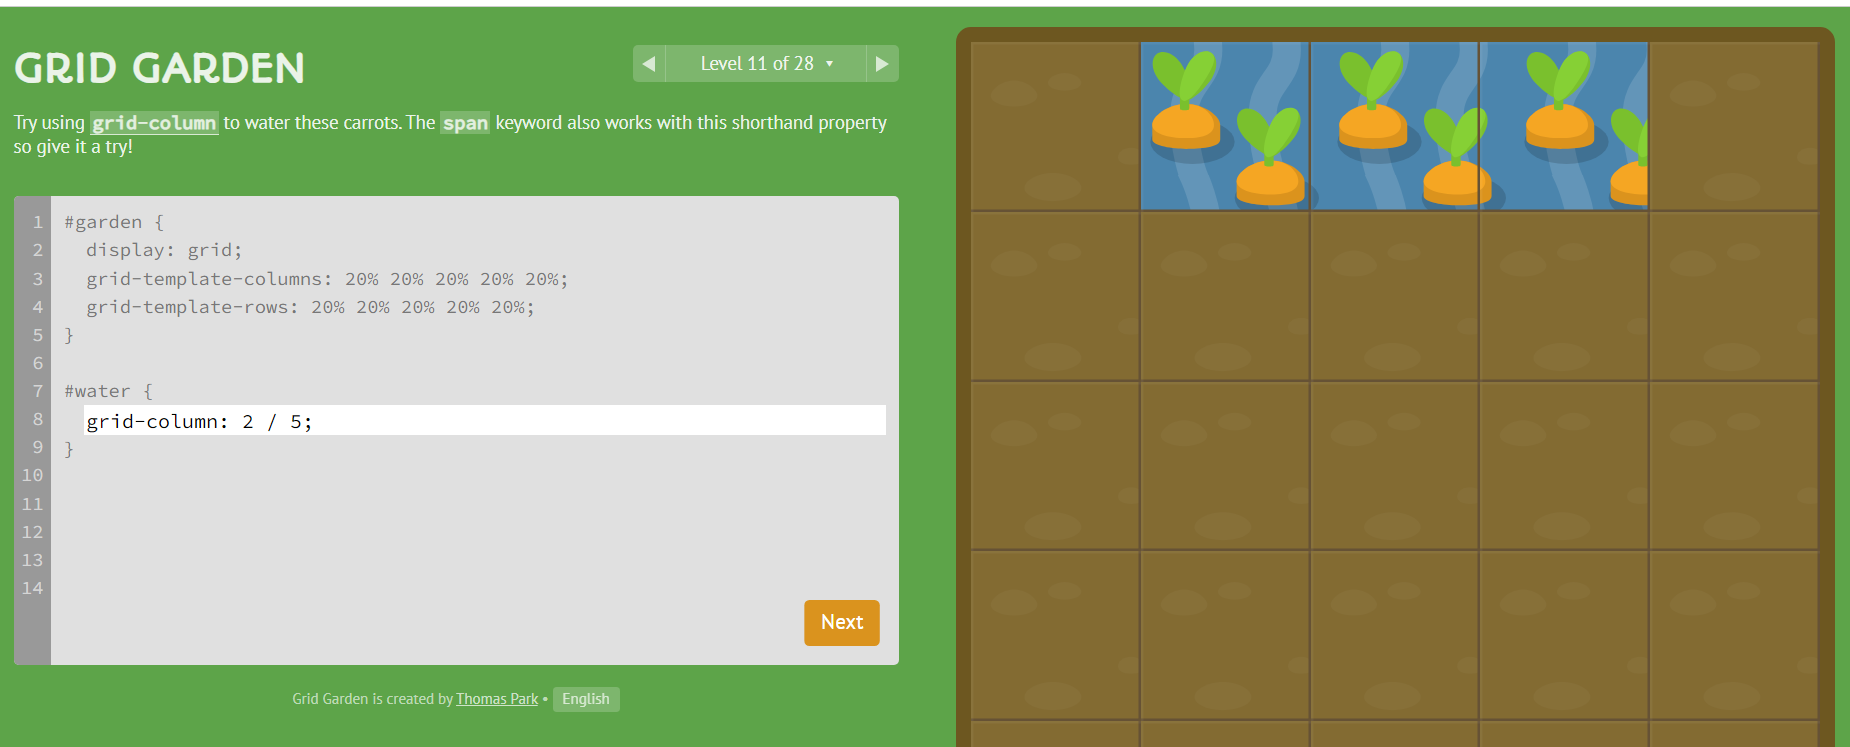 GRID GARDEN
◀ Level 11 of 28 ▼ ▶
Try using grid-column to water these carrots. The span keyword also works with this shorthand property
so give it a try!
1 #garden {
2   display: grid;
3   grid-template-columns: 20% 20% 20% 20% 20%;
4   grid-template-rows: 20% 20% 20% 20% 20%;
5 }
6
7 #water {
8   grid-column: 2 / 5;
9 }
10
11
12
13
14
Next
Grid Garden is created by Thomas Park • English